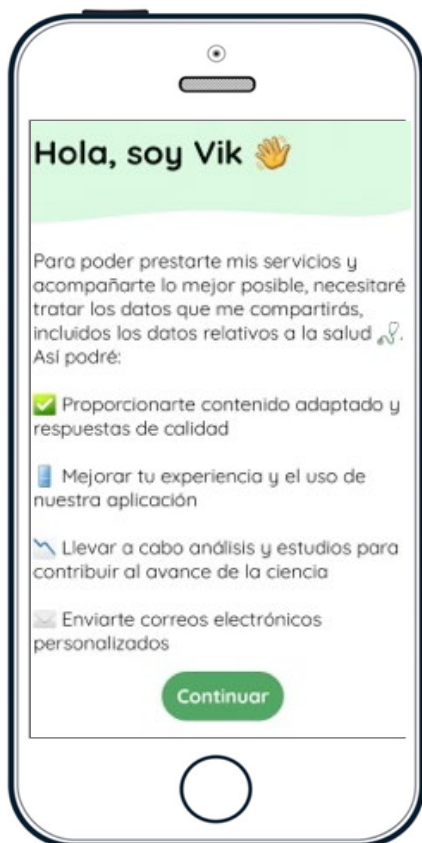 Hola, soy Vik 👋
Para poder prestarte mis servicios y
acompañarte lo mejor posible, necesitaré
tratar los datos que me compartirás,
incluidos los datos relativos a la salud 🩺.
Así podré:
✅ Proporcionarte contenido adaptado y
respuestas de calidad
📱 Mejorar tu experiencia y el uso de
nuestra aplicación
📉 Llevar a cabo análisis y estudios para
contribuir al avance de la ciencia
✉️ Enviarte correos electrónicos
personalizados
Continuar